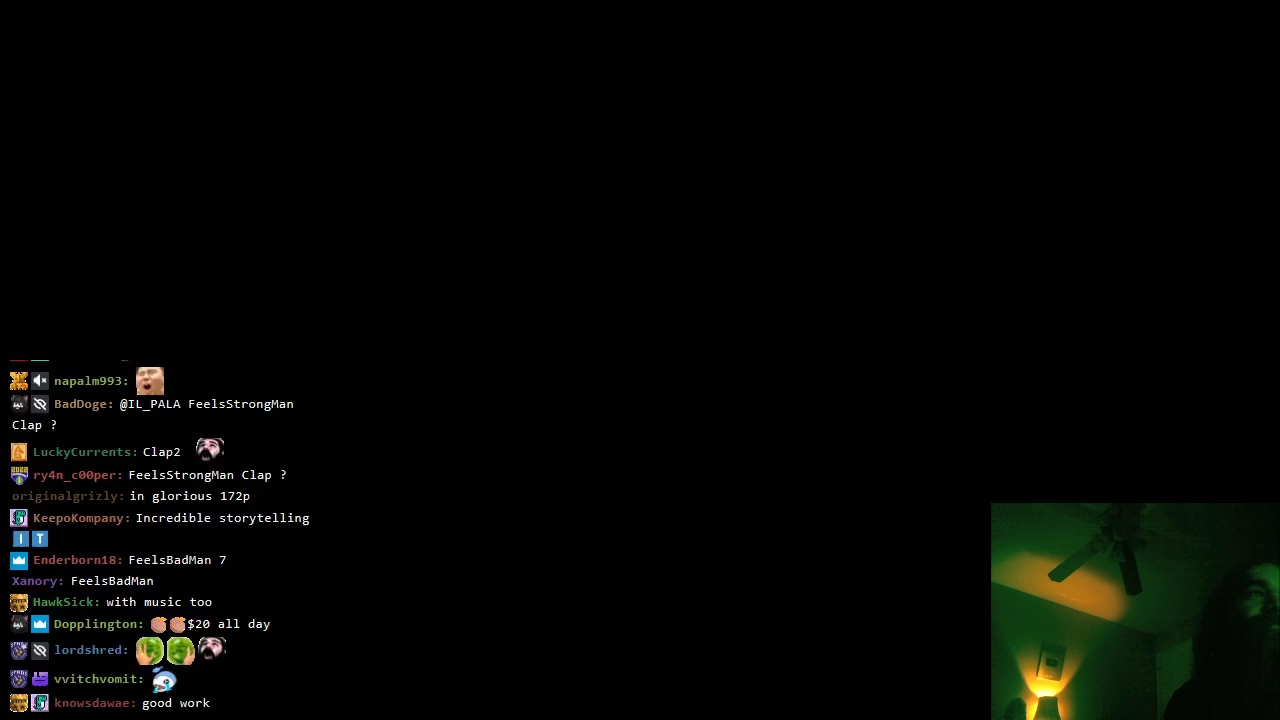 napalm993:
BadDoge: @IL_PALA FeelsStrongMan
Clap ?
LuckyCurrents: Clap2
ry4n_c00per: FeelsStrongMan Clap ?
originalgrizly: in glorious 172p
KeepoKompany: Incredible storytelling
I T
Enderborn18: FeelsBadMan 7
Xanory: FeelsBadMan
HawkSick: with music too
Dopplington: $20 all day
lordshred:
vvitchvomit:
knowsdawae: good work